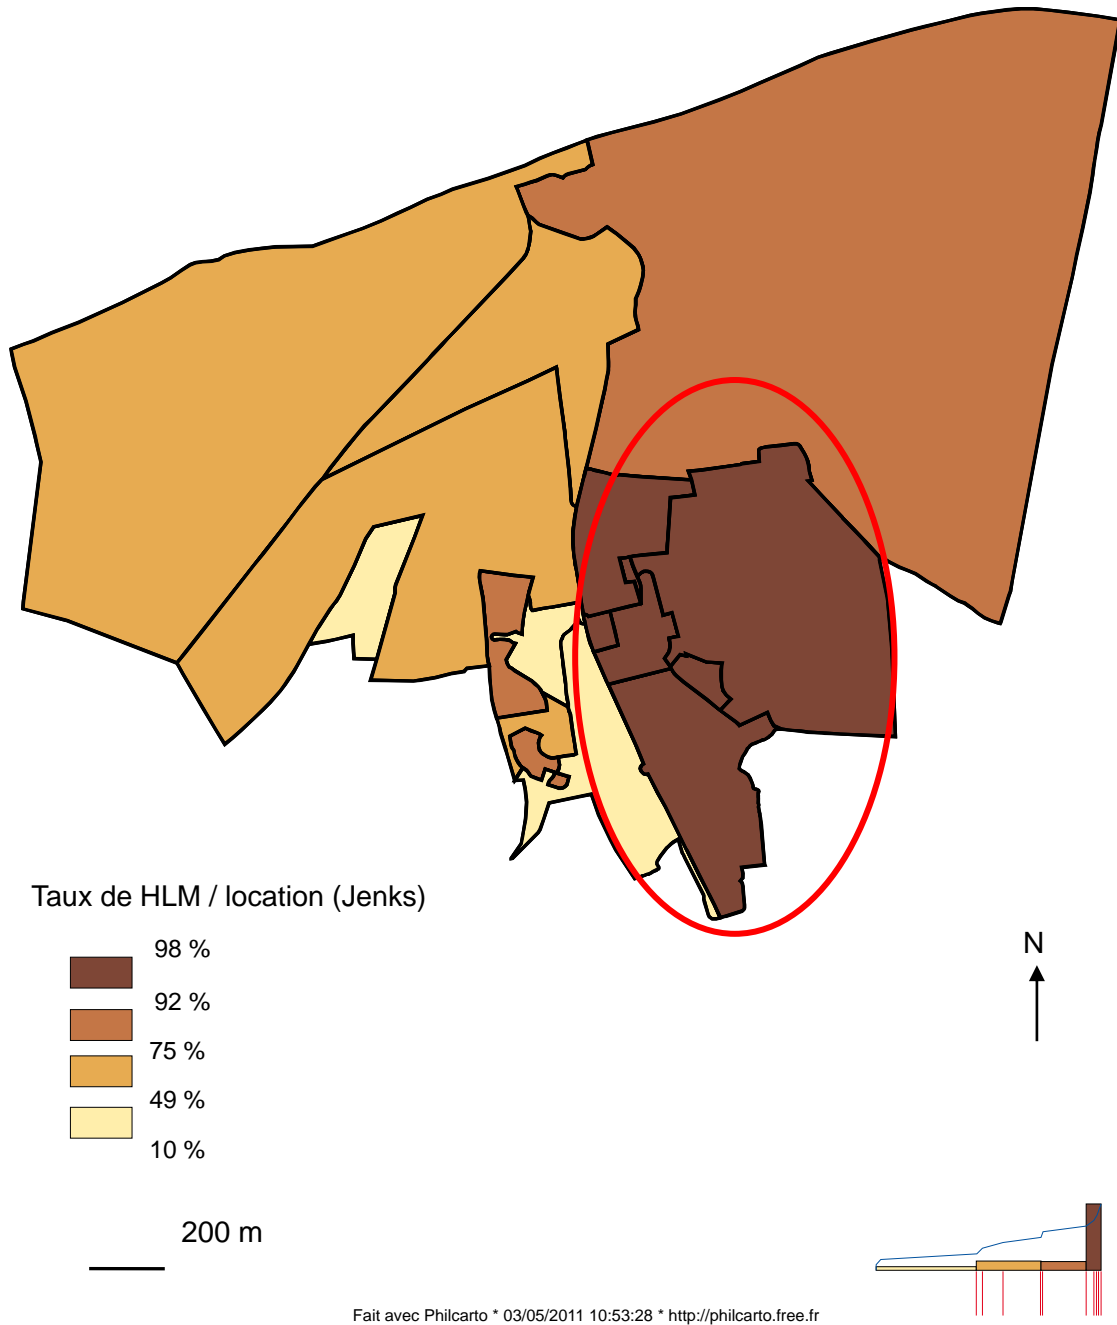 Taux de HLM / location (Jenks)
98 %
92 %
75 %
49 %
10 %
N
200 m
Fait avec Philcarto * 03/05/2011 10:53:28 * http://philcarto.free.fr